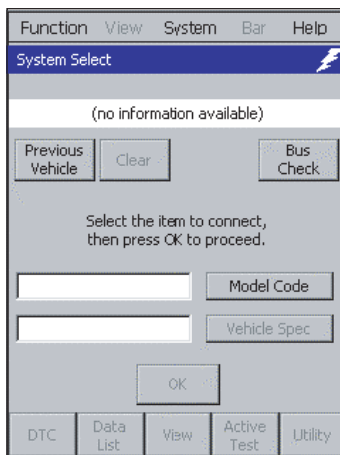 Function View System Bar Help
System Select
(no information available)
Previous Vehicle Clear Bus Check
Select the item to connect,
then press OK to proceed.
Model Code
Vehicle Spec
OK
DTC Data List View Active Test Utility